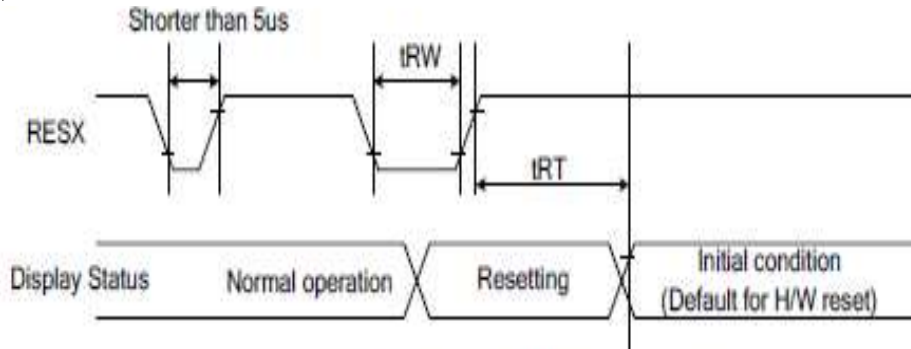 Shorter than 5us
tRW
RESX
tRT
Display Status
Normal operation
Resetting
Initial condition
(Default for H/W reset)